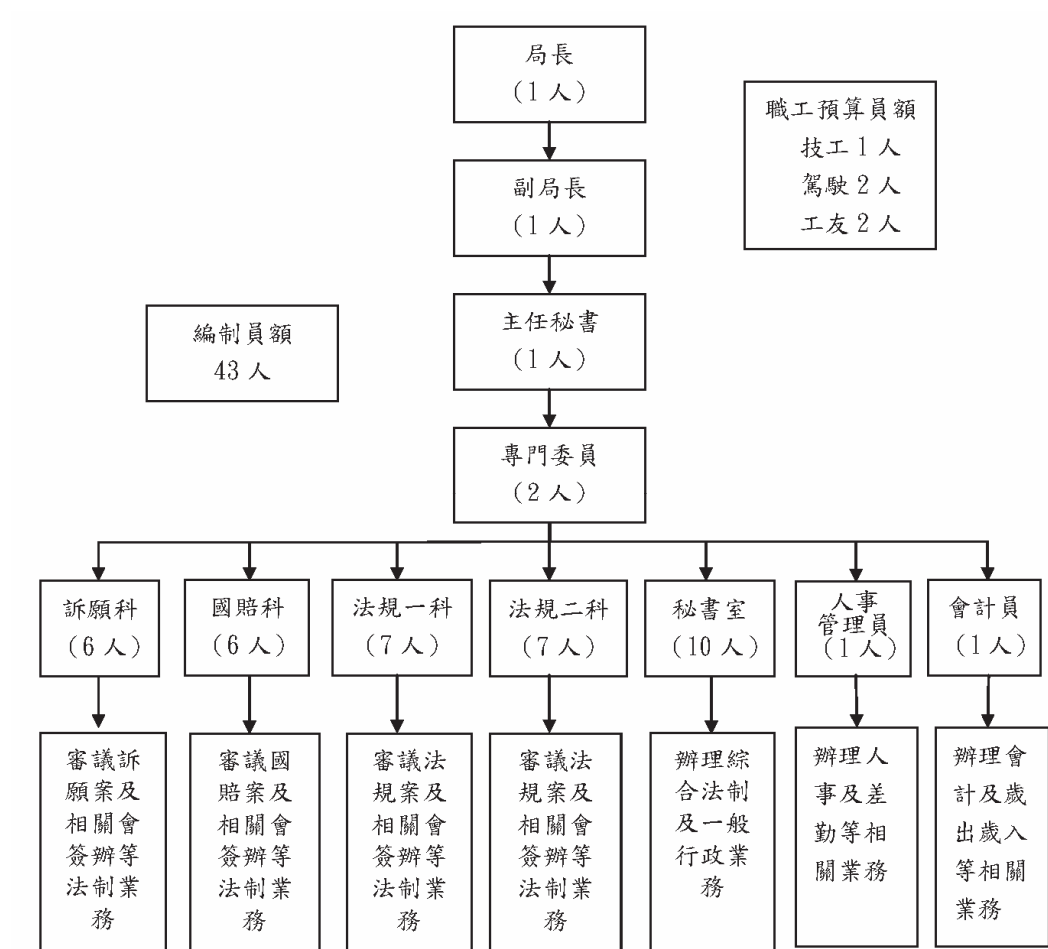 局長
(1人)
職工預算員額
技工1人
駕駛2人
工友2人
副局長
(1人)
編制員額
43人
主任秘書
(1人)
專門委員
(2人)
訴願科
(6人)
國賠科
(6人)
法規一科
(7人)
法規二科
(7人)
秘書室
(10人)
人事
管理員
(1人)
會計員
(1人)
審議訴
願案及
相關會
簽辦等
法制業
務
審議國
賠案及
相關會
簽辦等
法制業
務
審議法
規案及
相關會
簽辦等
法制業
務
審議法
規案及
相關會
簽辦等
法制業
務
辦理綜
合法制
及一般
行政業
務
辦理人
事及差
勤等相
關業務
辦理會
計及歲
出歲入
等相關
業務